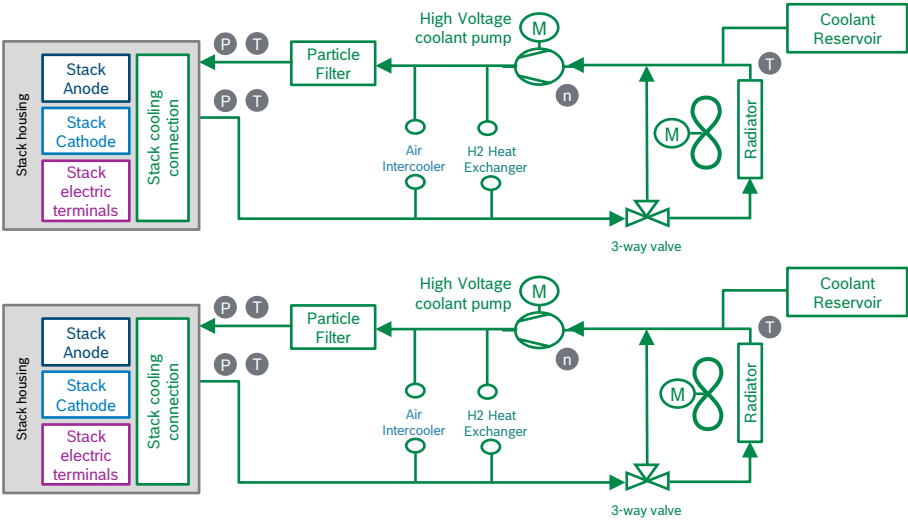 High Voltage
coolant pump
M
Coolant
Reservoir
P
T
Particle
Filter
T
n
Stack housing
Stack
Anode
Stack
Cathode
Stack
electric
terminals
Stack cooling
connection
P
T
Air
Intercooler
H2 Heat
Exchanger
M
Radiator
3-way valve
High Voltage
coolant pump
M
Coolant
Reservoir
P
T
Particle
Filter
T
n
Stack housing
Stack
Anode
Stack
Cathode
Stack
electric
terminals
Stack cooling
connection
P
T
Air
Intercooler
H2 Heat
Exchanger
M
Radiator
3-way valve